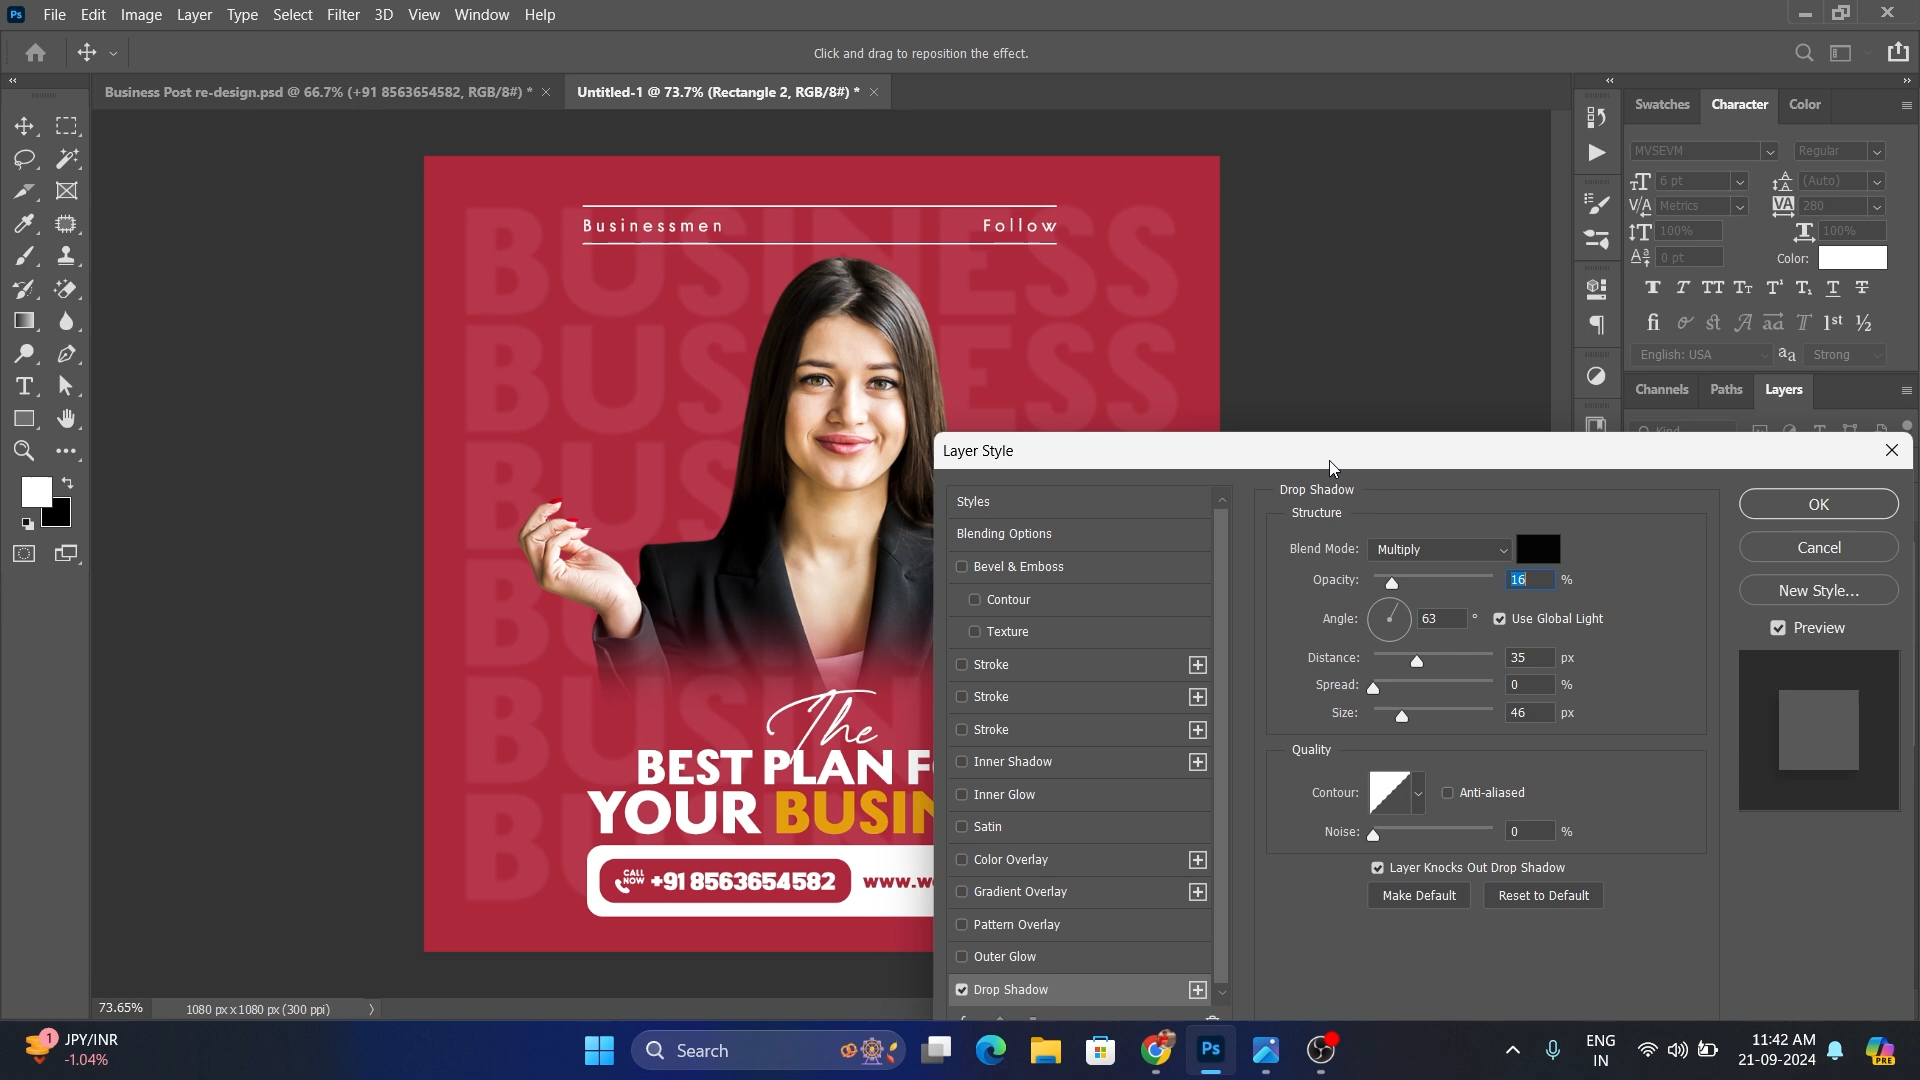 File Edit Image Layer Type Select Filter 3D View Window Help
Click and drag to reposition the effect.
Business Post re-design.psd @ 66.7% (+91 8563654582, RGB/8#) *
Untitled-1 @ 73.7% (Rectangle 2, RGB/8#) *
Swatches Character Color
MVSEVM Regular
6 pt (Auto)
Metrics 280
100% 100%
0 pt Color:
English: USA aa Strong
Channels Paths Layers
BUSINESS
Businessmen Follow
BUSINESS
The
BEST PLAN F
YOUR BUSIN
CALL NOW +91 8563654582 www.w
Layer Style
Styles
Blending Options
Bevel & Emboss
Contour
Texture
Stroke
Stroke
Stroke
Inner Shadow
Inner Glow
Satin
Color Overlay
Gradient Overlay
Pattern Overlay
Outer Glow
Drop Shadow
Drop Shadow
Structure
Blend Mode: Multiply
Opacity: 16 %
Angle: 63 ° Use Global Light
Distance: 35 px
Spread: 0 %
Size: 46 px
Quality
Contour: Anti-aliased
Noise: 0 %
Layer Knocks Out Drop Shadow
Make Default Reset to Default
OK
Cancel
New Style...
Preview
73.65% 1080 px x 1080 px (300 ppi)
1 JPY/INR
-1.04%
Search
Ps
ENG
IN
11:42 AM
21-09-2024
PRE